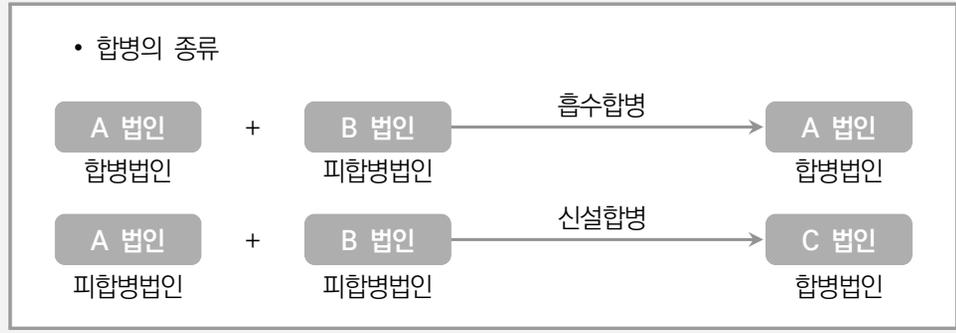 • 합병의 종류
흡수합병
A 법인 + B 법인 A 법인
합병법인 피합병법인 합병법인
신설합병
A 법인 + B 법인 C 법인
피합병법인 피합병법인 합병법인